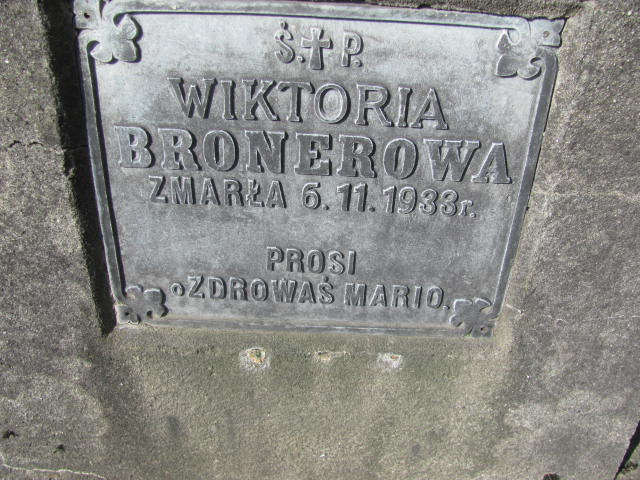 Ś. † P.
WIKTORIA
BRONEROWA
ZMARŁA 6.11.1933r.
PROSI
o ZDROWAŚ MARIO.